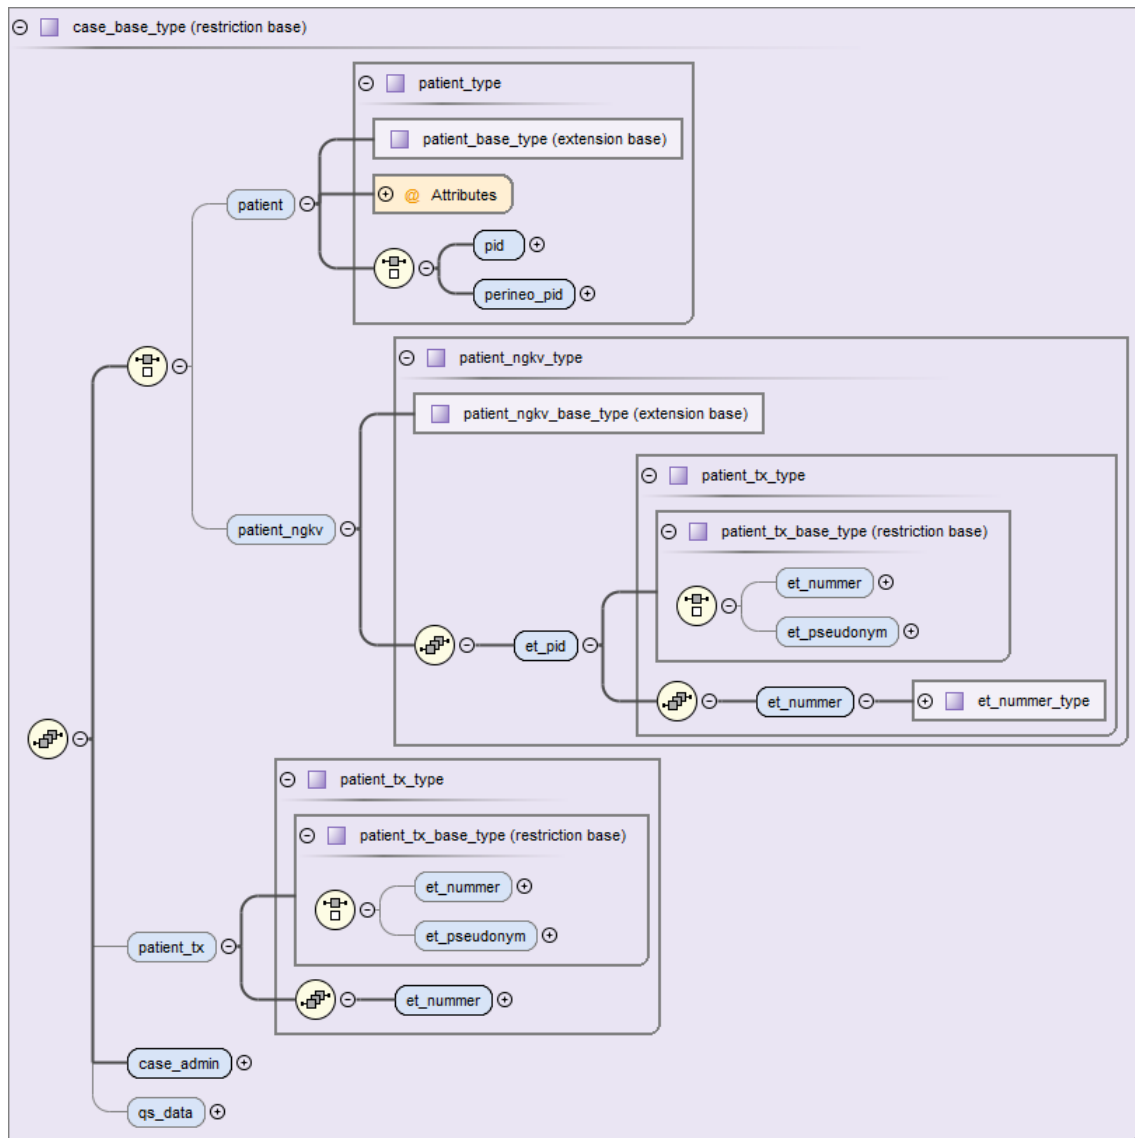 case_base_type (restriction base)
patient_type
patient_base_type (extension base)
@ Attributes
patient
pid
perineo_pid
patient_ngkv_type
patient_ngkv_base_type (extension base)
patient_tx_type
patient_tx_base_type (restriction base)
patient_ngkv
et_nummer
et_pseudonym
et_pid
et_nummer
et_nummer_type
patient_tx_type
patient_tx_base_type (restriction base)
et_nummer
et_pseudonym
patient_tx
et_nummer
case_admin
qs_data